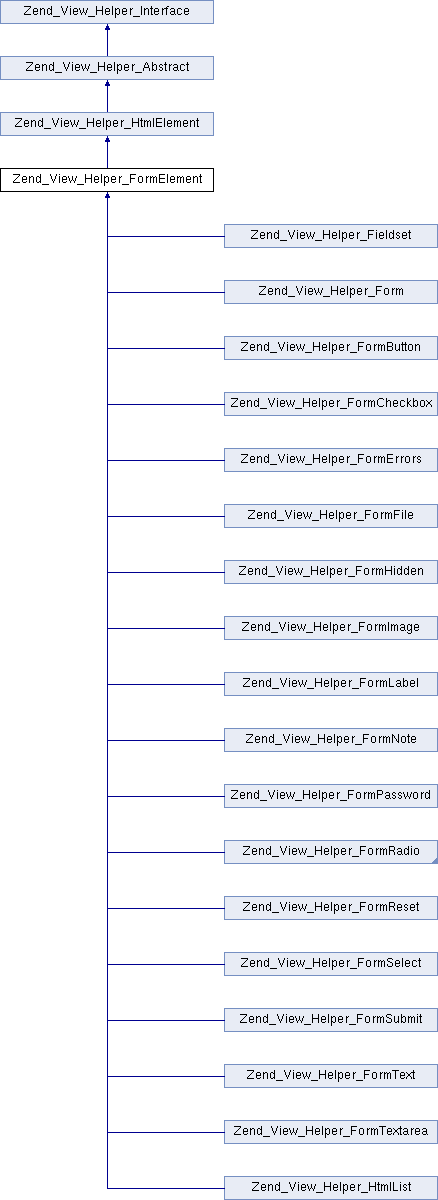 Zend_View_Helper_Interface
Zend_View_Helper_Abstract
Zend_View_Helper_HtmlElement
Zend_View_Helper_FormElement
Zend_View_Helper_Fieldset
Zend_View_Helper_Form
Zend_View_Helper_FormButton
Zend_View_Helper_FormCheckbox
Zend_View_Helper_FormErrors
Zend_View_Helper_FormFile
Zend_View_Helper_FormHidden
Zend_View_Helper_FormImage
Zend_View_Helper_FormLabel
Zend_View_Helper_FormNote
Zend_View_Helper_FormPassword
Zend_View_Helper_FormRadio
Zend_View_Helper_FormReset
Zend_View_Helper_FormSelect
Zend_View_Helper_FormSubmit
Zend_View_Helper_FormText
Zend_View_Helper_FormTextarea
Zend_View_Helper_HtmlList